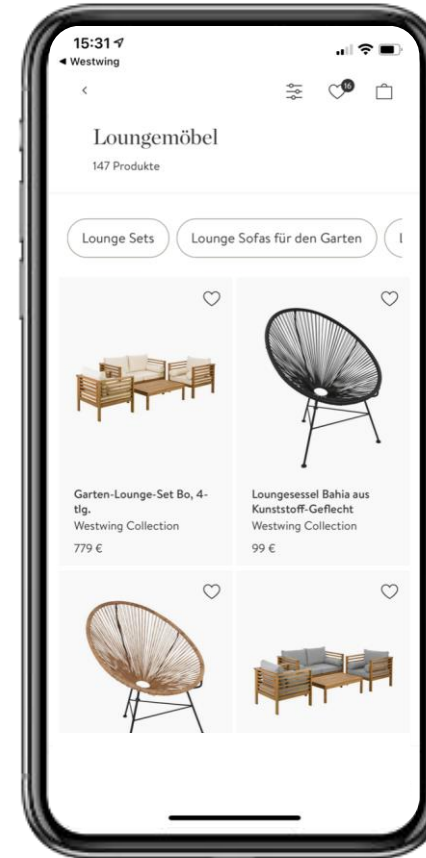 15:31
◀ Westwing
16
Loungemöbel
147 Produkte
Lounge Sets
Lounge Sofas für den Garten
Garten-Lounge-Set Bo, 4-
tlg.
Westwing Collection
779 €
Loungesessel Bahia aus
Kunststoff-Geflecht
Westwing Collection
99 €